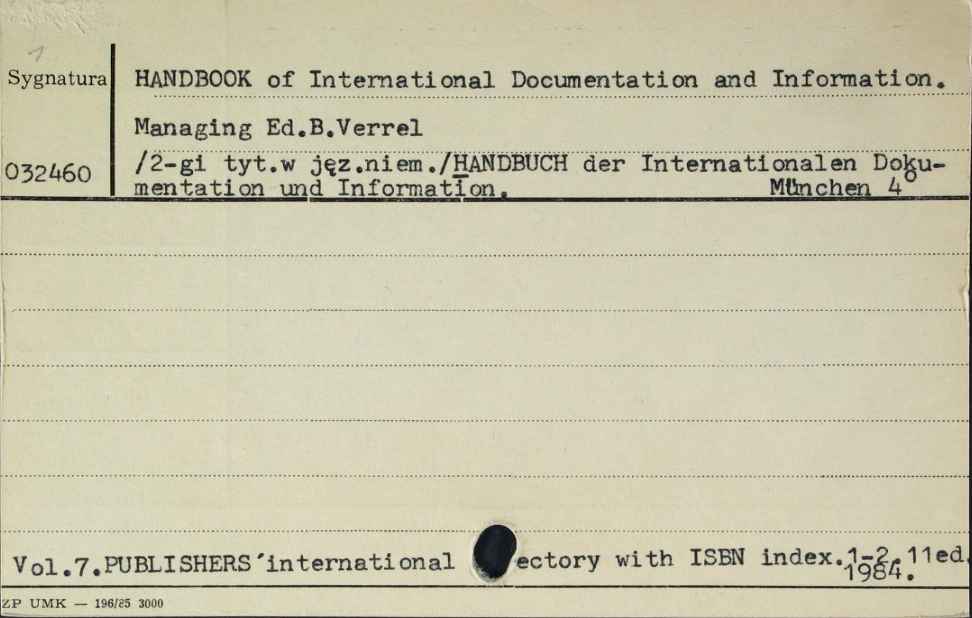 1
Sygnatura
HANDBOOK of International Documentation and Information.
Managing Ed.B.Verrel
032460
/2-gi tyt.w jęz.niem./HANDBUCH der Internationalen Doku-
mentation und Information. München 4°
Vol.7.PUBLISHERS´international ectory with ISBN index.1-2.11ed.
1984.
ZP UMK — 196/85 3000